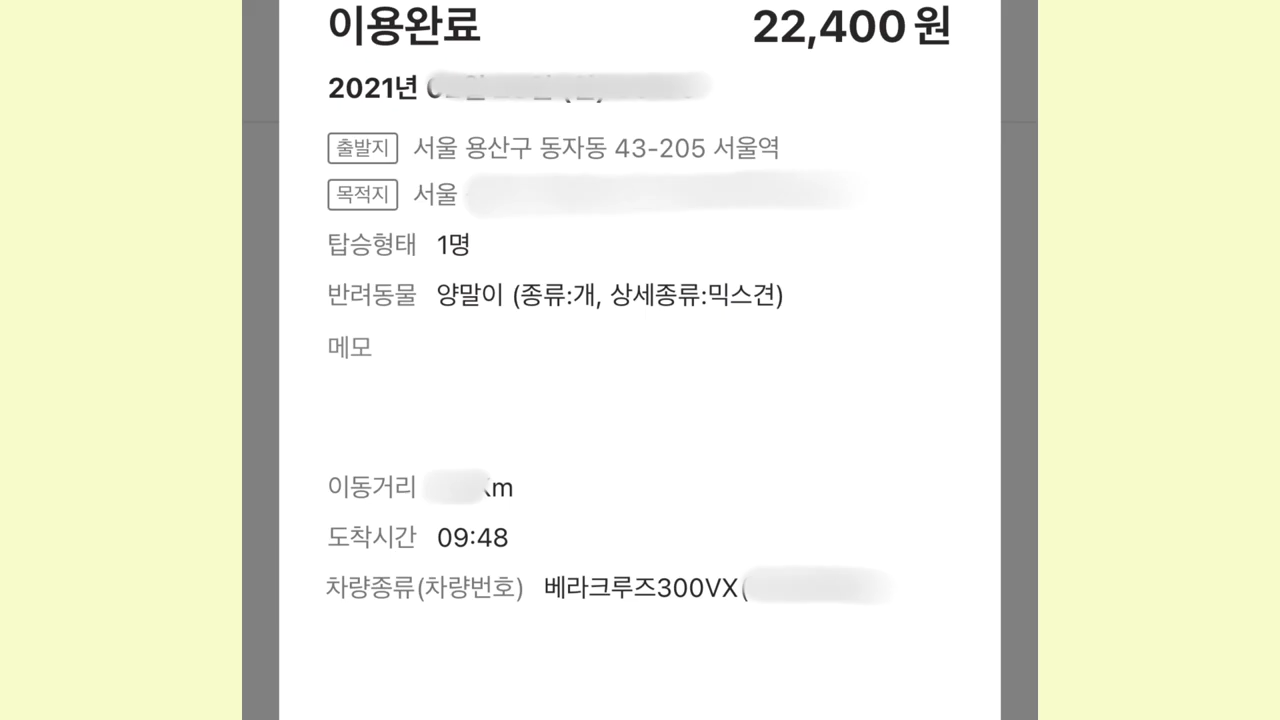 이용완료 22,400원
2021년
출발지 서울 용산구 동자동 43-205 서울역
목적지 서울
탑승형태 1명
반려동물 양말이 (종류:개, 상세종류:믹스견)
메모
이동거리 Km
도착시간 09:48
차량종류(차량번호) 베라크루즈300VX(